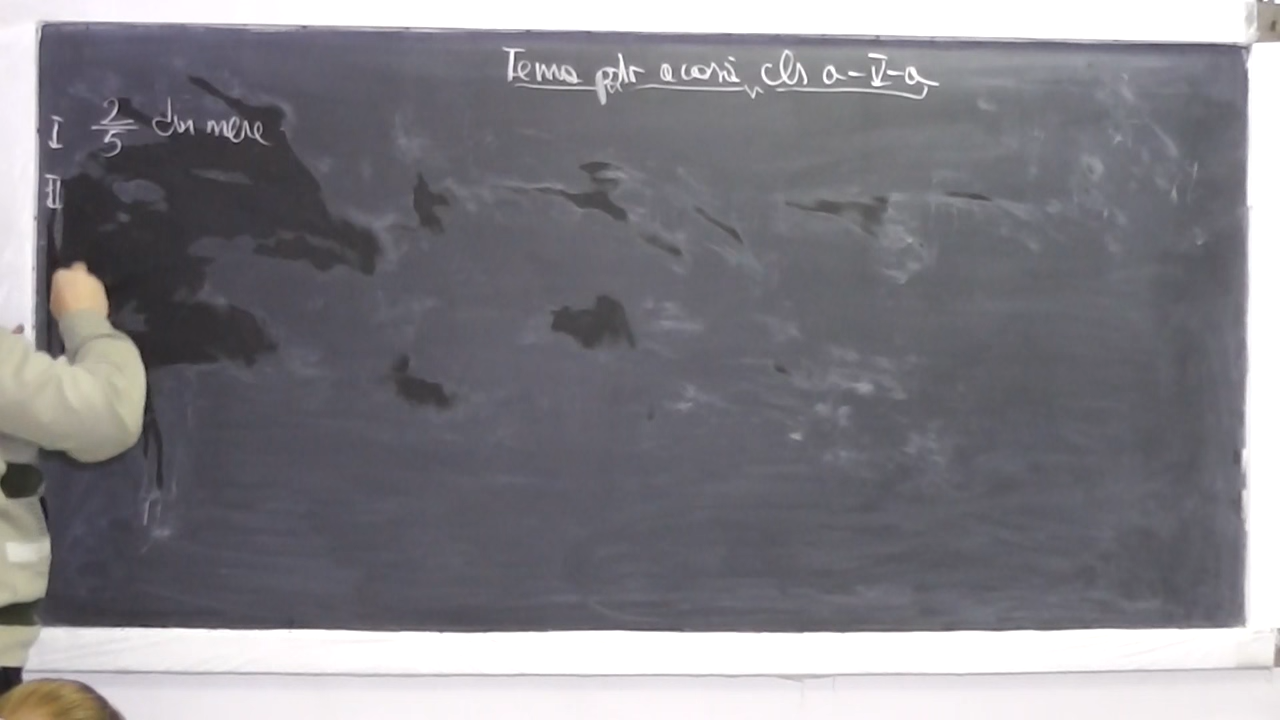 Tema ptr acasă, cls a-V-a
I 2/5 din mere
II